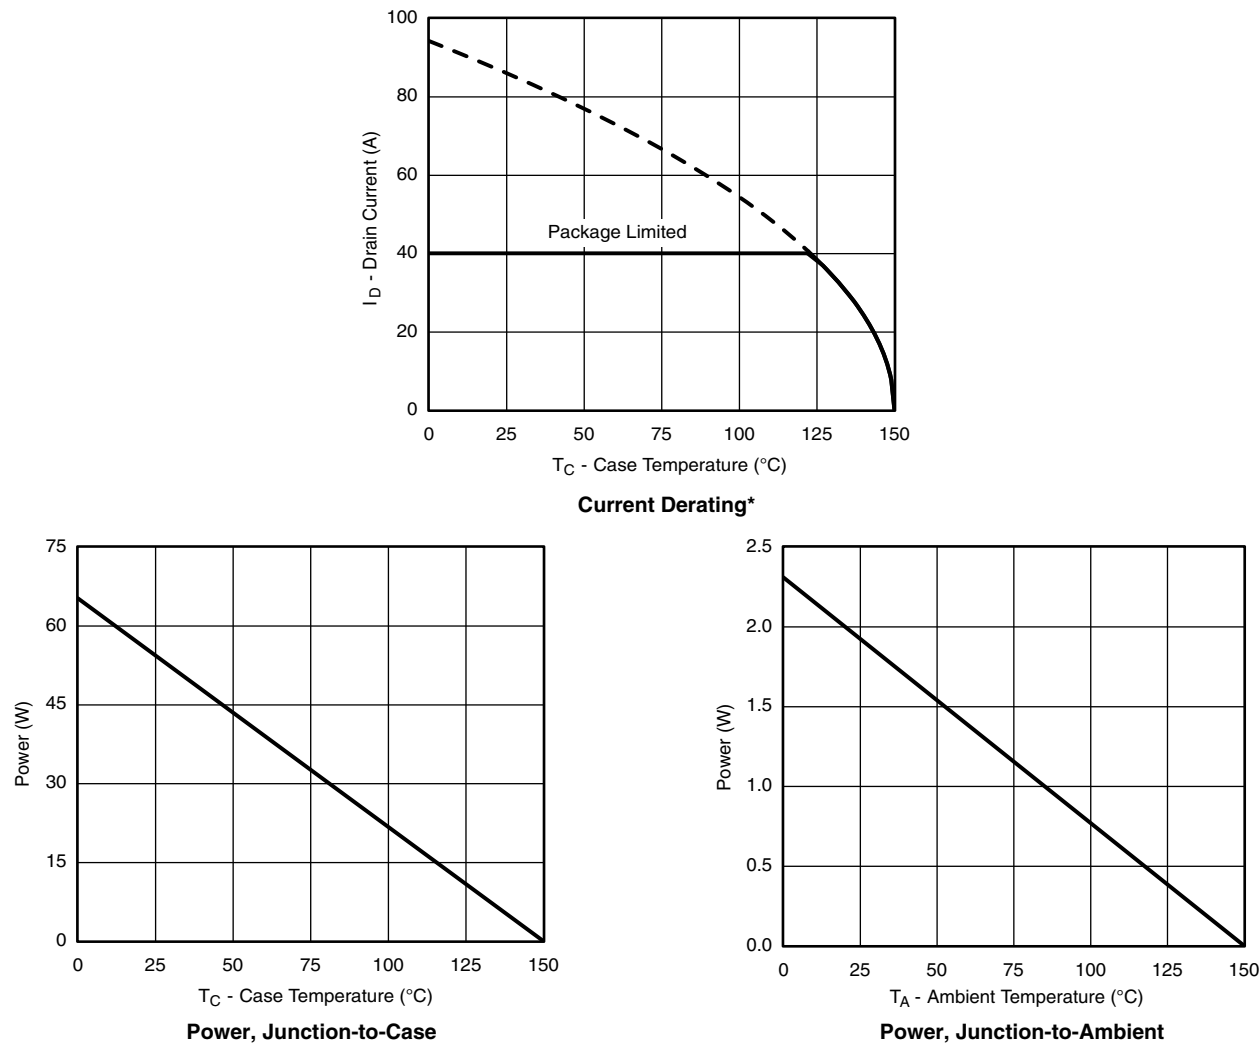 100
80
60
40
20
0
I_D - Drain Current (A)
Package Limited
0 25 50 75 100 125 150
T_C - Case Temperature (°C)
Current Derating*
75
60
45
30
15
0
Power (W)
0 25 50 75 100 125 150
T_C - Case Temperature (°C)
Power, Junction-to-Case
2.5
2.0
1.5
1.0
0.5
0.0
Power (W)
0 25 50 75 100 125 150
T_A - Ambient Temperature (°C)
Power, Junction-to-Ambient